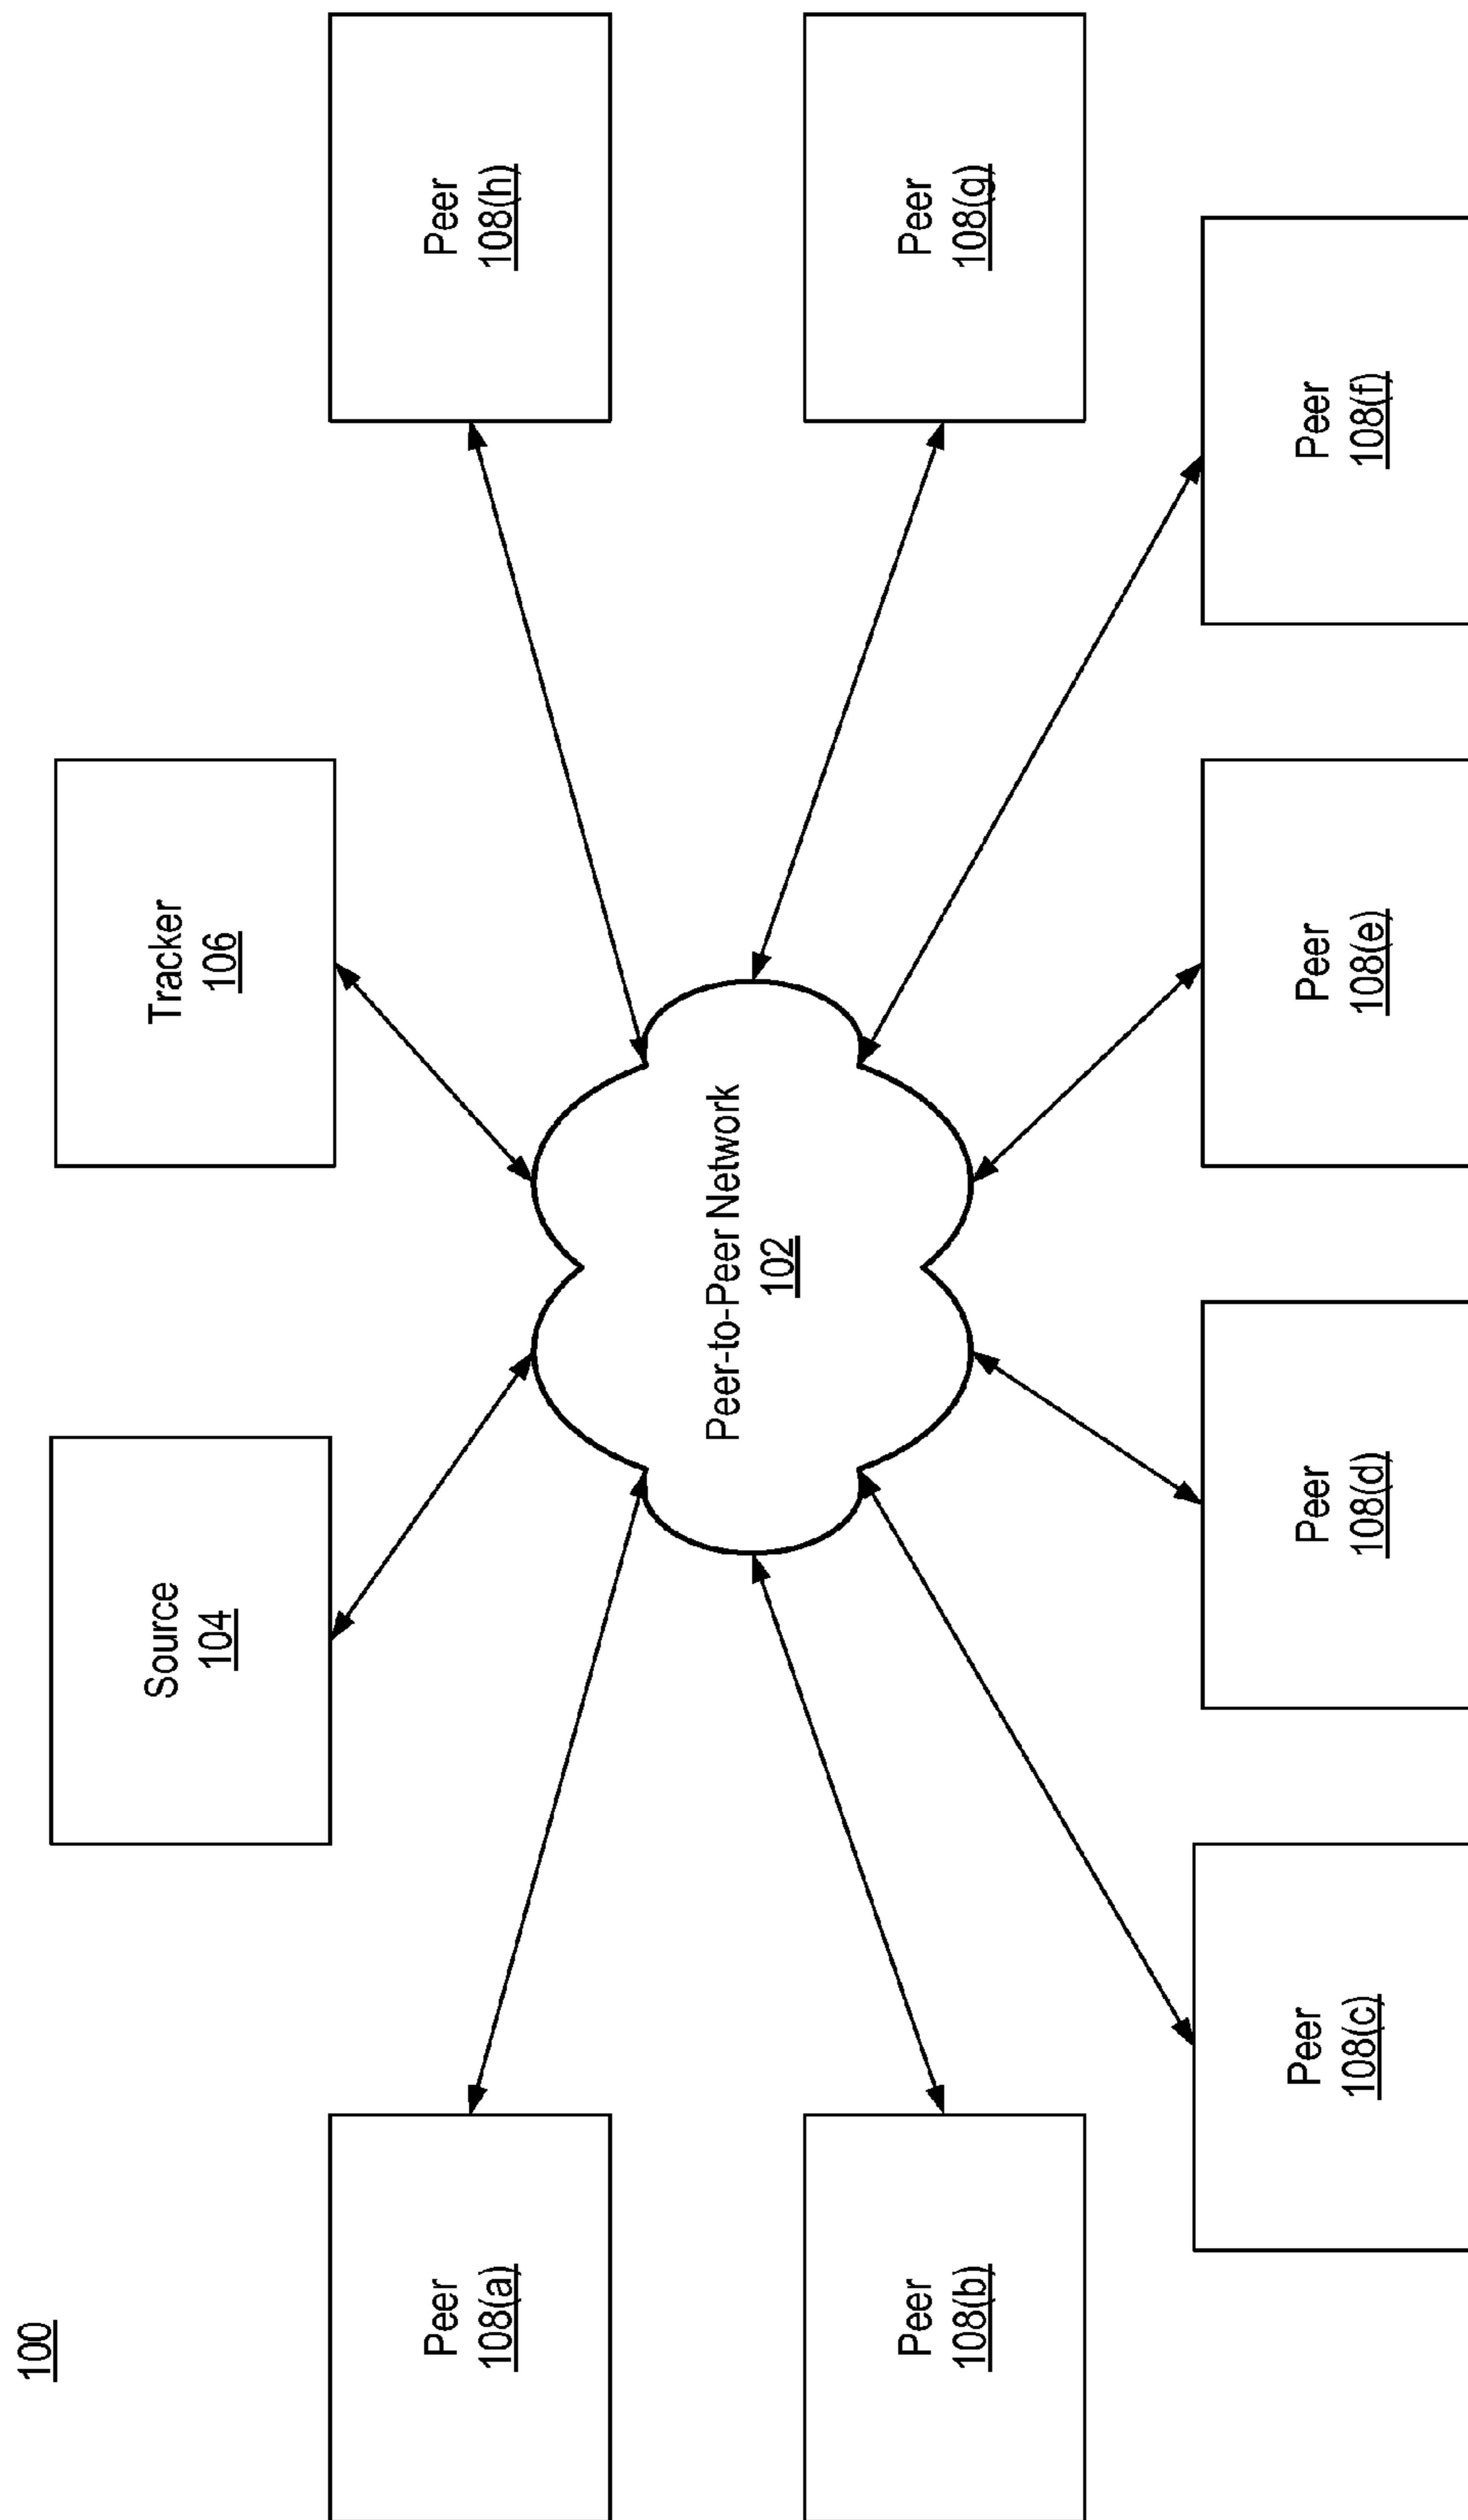 100
Source
104
Tracker
106
Peer
108(a)
Peer
108(h)
Peer-to-Peer Network
102
Peer
108(b)
Peer
108(g)
Peer
108(c)
Peer
108(d)
Peer
108(e)
Peer
108(f)